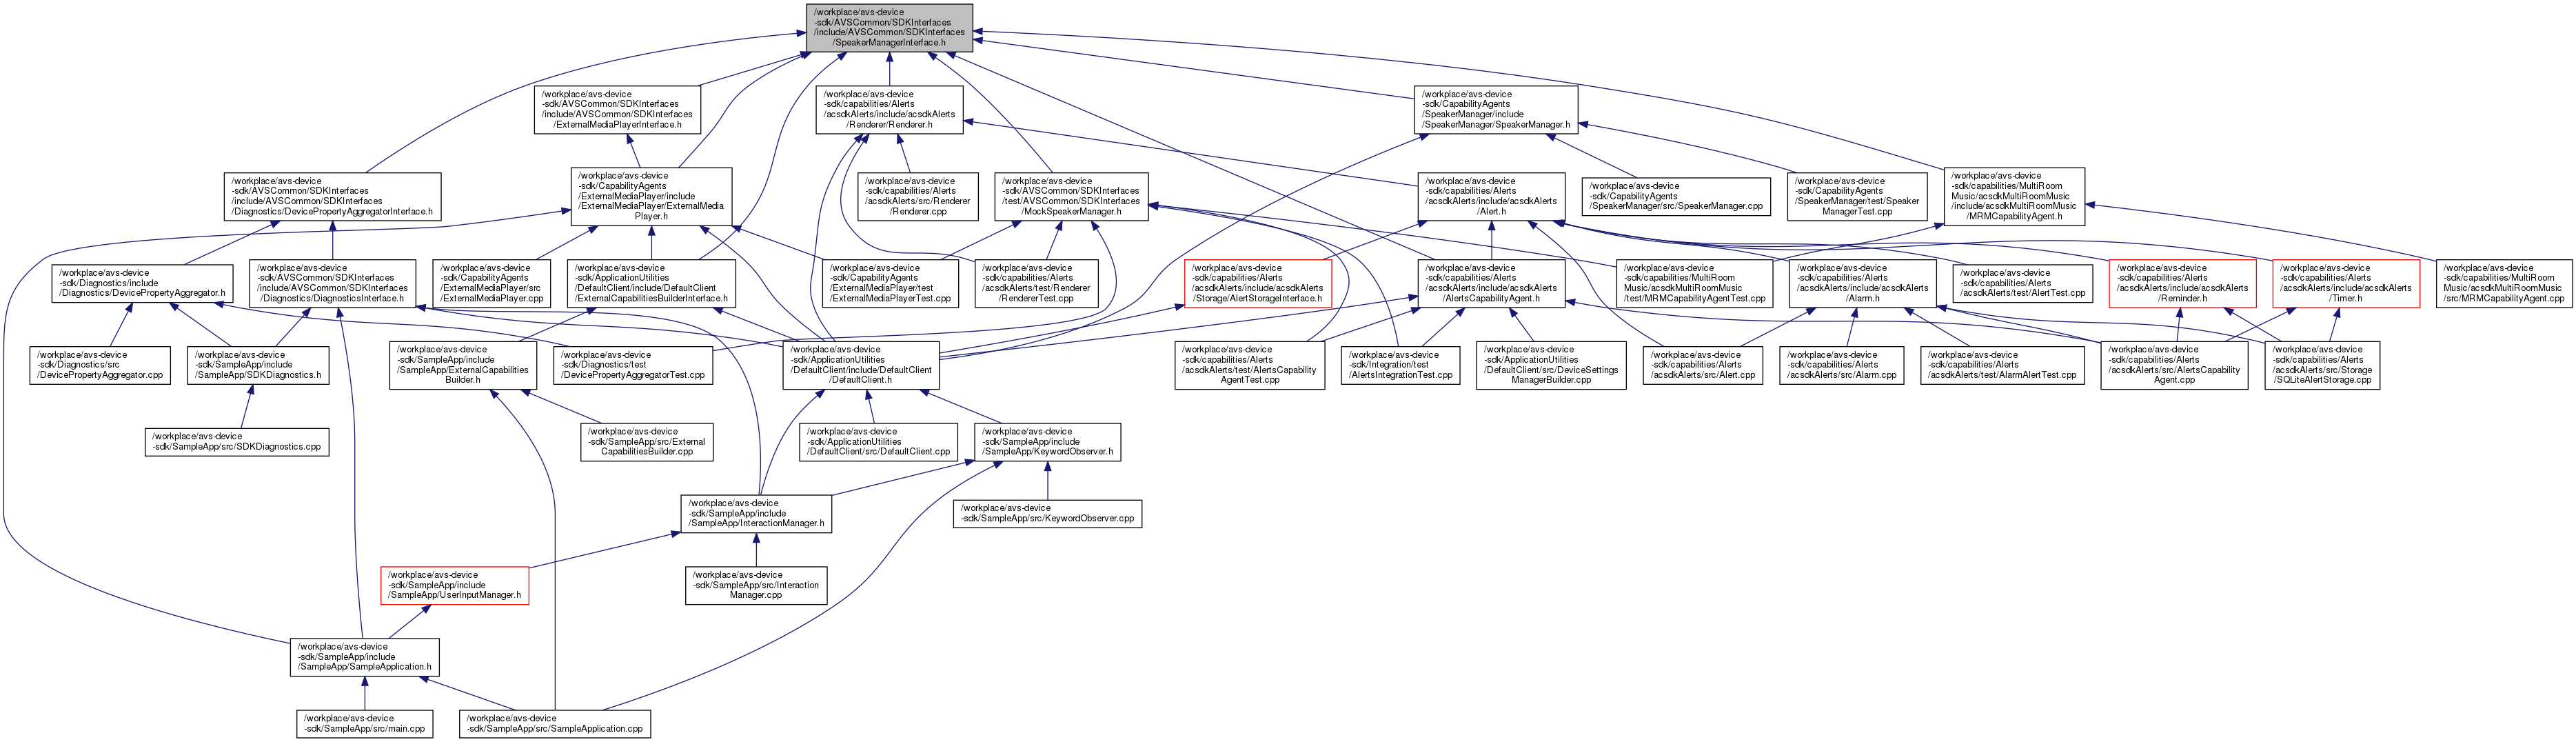 /workplace/avs-device
-sdk/AVSCommon/SDKInterfaces
/include/AVSCommon/SDKInterfaces
/SpeakerManagerInterface.h
/workplace/avs-device
-sdk/AVSCommon/SDKInterfaces
/include/AVSCommon/SDKInterfaces
/ExternalMediaPlayerInterface.h
/workplace/avs-device
-sdk/capabilities/Alerts
/acsdkAlerts/include/acsdkAlerts
/Renderer/Renderer.h
/workplace/avs-device
-sdk/CapabilityAgents
/SpeakerManager/include
/SpeakerManager/SpeakerManager.h
/workplace/avs-device
-sdk/AVSCommon/SDKInterfaces
/include/AVSCommon/SDKInterfaces
/Diagnostics/DevicePropertyAggregatorInterface.h
/workplace/avs-device
-sdk/CapabilityAgents
/ExternalMediaPlayer/include
/ExternalMediaPlayer/ExternalMedia
Player.h
/workplace/avs-device
-sdk/capabilities/Alerts
/acsdkAlerts/src/Renderer
/Renderer.cpp
/workplace/avs-device
-sdk/AVSCommon/SDKInterfaces
/test/AVSCommon/SDKInterfaces
/MockSpeakerManager.h
/workplace/avs-device
-sdk/capabilities/Alerts
/acsdkAlerts/include/acsdkAlerts
/Alert.h
/workplace/avs-device
-sdk/CapabilityAgents
/SpeakerManager/src/SpeakerManager.cpp
/workplace/avs-device
-sdk/CapabilityAgents
/SpeakerManager/test/Speaker
ManagerTest.cpp
/workplace/avs-device
-sdk/capabilities/MultiRoom
Music/acsdkMultiRoomMusic
/include/acsdkMultiRoomMusic
/MRMCapabilityAgent.h
/workplace/avs-device
-sdk/Diagnostics/include
/Diagnostics/DevicePropertyAggregator.h
/workplace/avs-device
-sdk/AVSCommon/SDKInterfaces
/include/AVSCommon/SDKInterfaces
/Diagnostics/DiagnosticsInterface.h
/workplace/avs-device
-sdk/CapabilityAgents
/ExternalMediaPlayer/src
/ExternalMediaPlayer.cpp
/workplace/avs-device
-sdk/ApplicationUtilities
/DefaultClient/include/DefaultClient
/ExternalCapabilitiesBuilderInterface.h
/workplace/avs-device
-sdk/CapabilityAgents
/ExternalMediaPlayer/test
/ExternalMediaPlayerTest.cpp
/workplace/avs-device
-sdk/capabilities/Alerts
/acsdkAlerts/test/Renderer
/RendererTest.cpp
/workplace/avs-device
-sdk/capabilities/Alerts
/acsdkAlerts/include/acsdkAlerts
/Storage/AlertStorageInterface.h
/workplace/avs-device
-sdk/capabilities/Alerts
/acsdkAlerts/include/acsdkAlerts
/AlertsCapabilityAgent.h
/workplace/avs-device
-sdk/capabilities/MultiRoom
Music/acsdkMultiRoomMusic
/test/MRMCapabilityAgentTest.cpp
/workplace/avs-device
-sdk/capabilities/Alerts
/acsdkAlerts/include/acsdkAlerts
/Alarm.h
/workplace/avs-device
-sdk/capabilities/Alerts
/acsdkAlerts/test/AlertTest.cpp
/workplace/avs-device
-sdk/capabilities/Alerts
/acsdkAlerts/include/acsdkAlerts
/Reminder.h
/workplace/avs-device
-sdk/capabilities/Alerts
/acsdkAlerts/include/acsdkAlerts
/Timer.h
/workplace/avs-device
-sdk/capabilities/MultiRoom
Music/acsdkMultiRoomMusic
/src/MRMCapabilityAgent.cpp
/workplace/avs-device
-sdk/Diagnostics/src
/DevicePropertyAggregator.cpp
/workplace/avs-device
-sdk/SampleApp/include
/SampleApp/SDKDiagnostics.h
/workplace/avs-device
-sdk/SampleApp/include
/SampleApp/ExternalCapabilities
Builder.h
/workplace/avs-device
-sdk/Diagnostics/test
/DevicePropertyAggregatorTest.cpp
/workplace/avs-device
-sdk/ApplicationUtilities
/DefaultClient/include/DefaultClient
/DefaultClient.h
/workplace/avs-device
-sdk/capabilities/Alerts
/acsdkAlerts/test/AlertsCapability
AgentTest.cpp
/workplace/avs-device
-sdk/Integration/test
/AlertsIntegrationTest.cpp
/workplace/avs-device
-sdk/ApplicationUtilities
/DefaultClient/src/DeviceSettings
ManagerBuilder.cpp
/workplace/avs-device
-sdk/capabilities/Alerts
/acsdkAlerts/src/Alert.cpp
/workplace/avs-device
-sdk/capabilities/Alerts
/acsdkAlerts/src/Alarm.cpp
/workplace/avs-device
-sdk/capabilities/Alerts
/acsdkAlerts/test/AlarmAlertTest.cpp
/workplace/avs-device
-sdk/capabilities/Alerts
/acsdkAlerts/src/AlertsCapability
Agent.cpp
/workplace/avs-device
-sdk/capabilities/Alerts
/acsdkAlerts/src/Storage
/SQLiteAlertStorage.cpp
/workplace/avs-device
-sdk/SampleApp/src/SDKDiagnostics.cpp
/workplace/avs-device
-sdk/SampleApp/src/External
CapabilitiesBuilder.cpp
/workplace/avs-device
-sdk/ApplicationUtilities
/DefaultClient/src/DefaultClient.cpp
/workplace/avs-device
-sdk/SampleApp/include
/SampleApp/KeywordObserver.h
/workplace/avs-device
-sdk/SampleApp/include
/SampleApp/InteractionManager.h
/workplace/avs-device
-sdk/SampleApp/src/KeywordObserver.cpp
/workplace/avs-device
-sdk/SampleApp/include
/SampleApp/UserInputManager.h
/workplace/avs-device
-sdk/SampleApp/src/Interaction
Manager.cpp
/workplace/avs-device
-sdk/SampleApp/include
/SampleApp/SampleApplication.h
/workplace/avs-device
-sdk/SampleApp/src/main.cpp
/workplace/avs-device
-sdk/SampleApp/src/SampleApplication.cpp